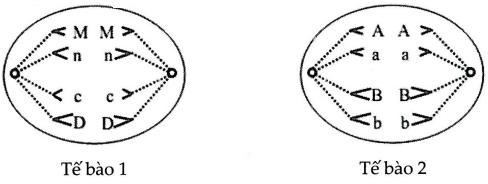 M M
n n
c c
D D
A A
a a
B B
b b
Tế bào 1
Tế bào 2